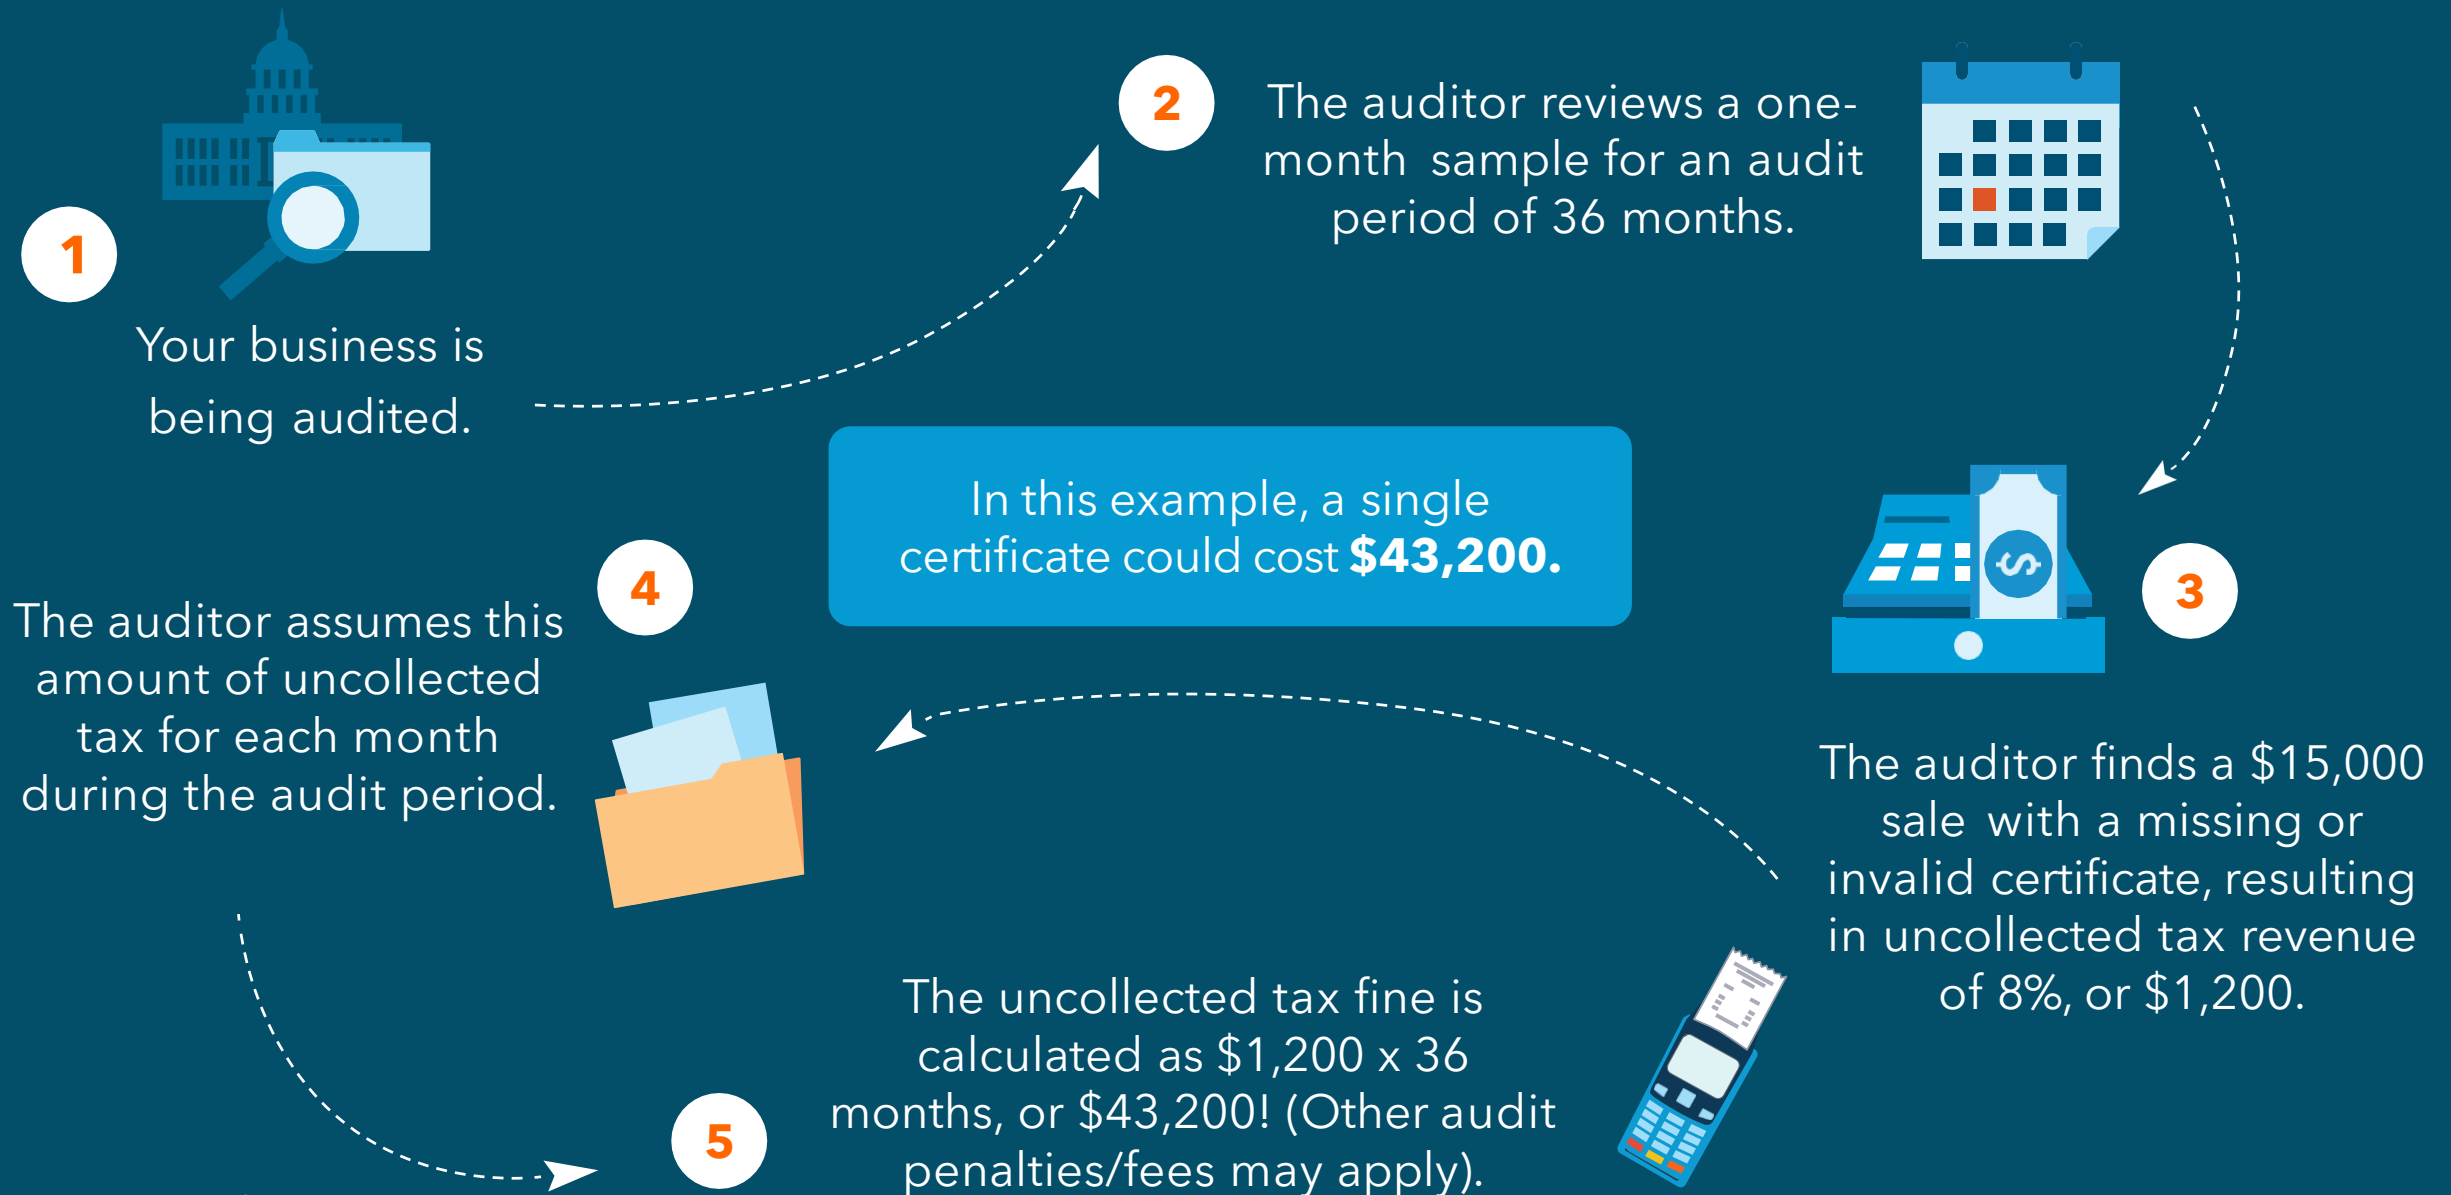 1
Your business is
being audited.
2
The auditor reviews a one-
month sample for an audit
period of 36 months.
3
The auditor finds a $15,000
sale with a missing or
invalid certificate, resulting
in uncollected tax revenue
of 8%, or $1,200.
4
The auditor assumes this
amount of uncollected
tax for each month
during the audit period.
5
The uncollected tax fine is
calculated as $1,200 x 36
months, or $43,200! (Other audit
penalties/fees may apply).
In this example, a single
certificate could cost $43,200.
$